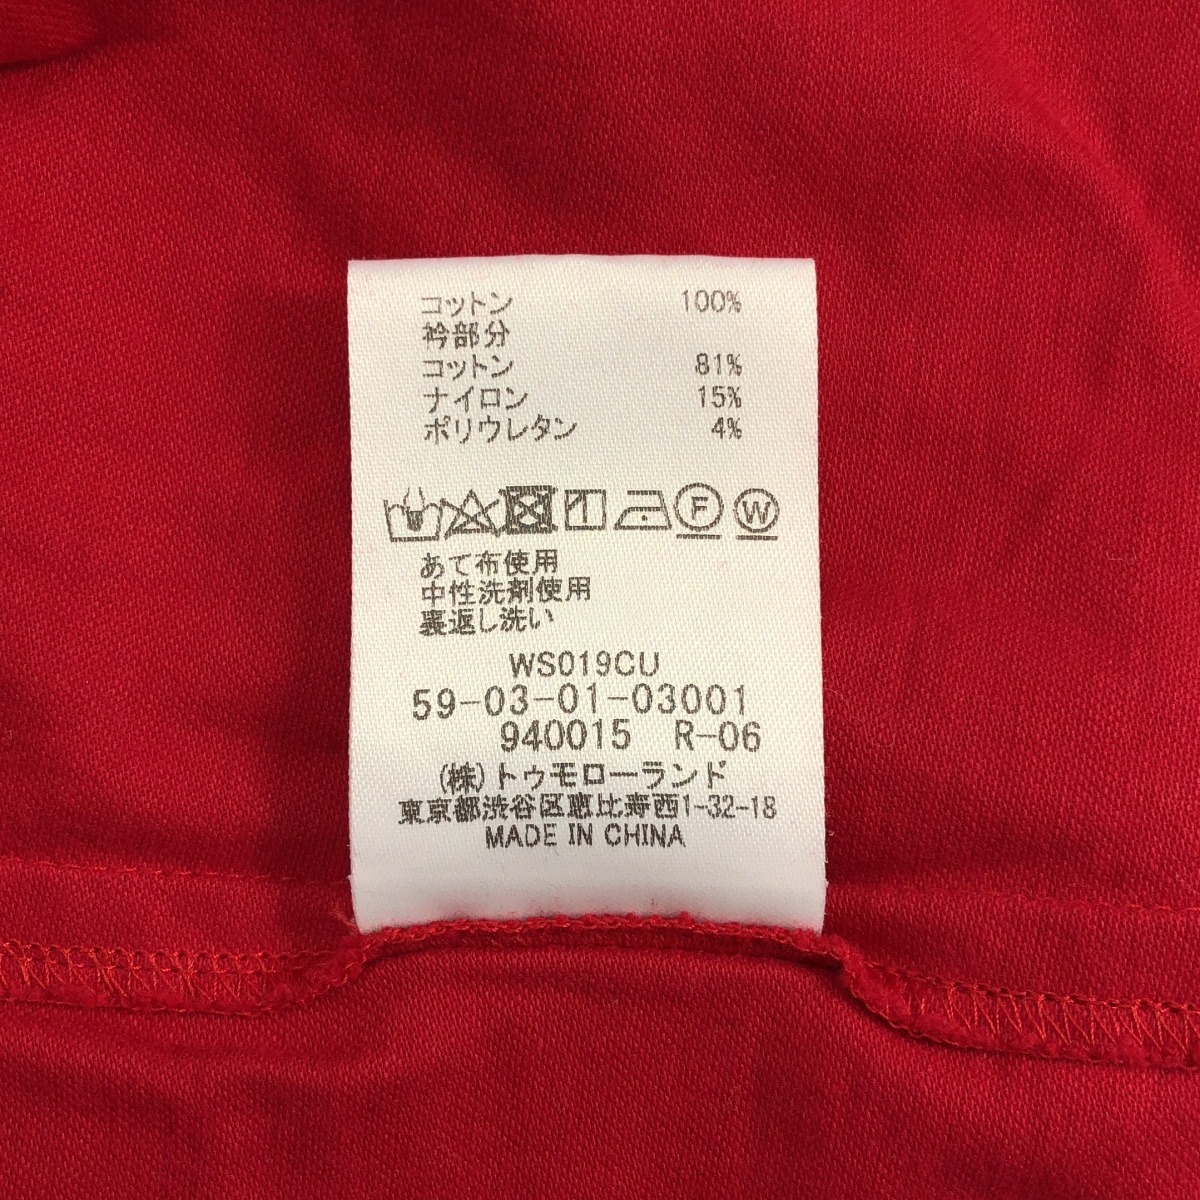 コットン 100%
衿部分
コットン 81%
ナイロン 15%
ポリウレタン 4%
F W
あて布使用
中性洗剤使用
裏返し洗い
WS019CU
59-03-01-03001
940015 R-06
(株)トゥモローランド
東京都渋谷区恵比寿西1-32-18
MADE IN CHINA